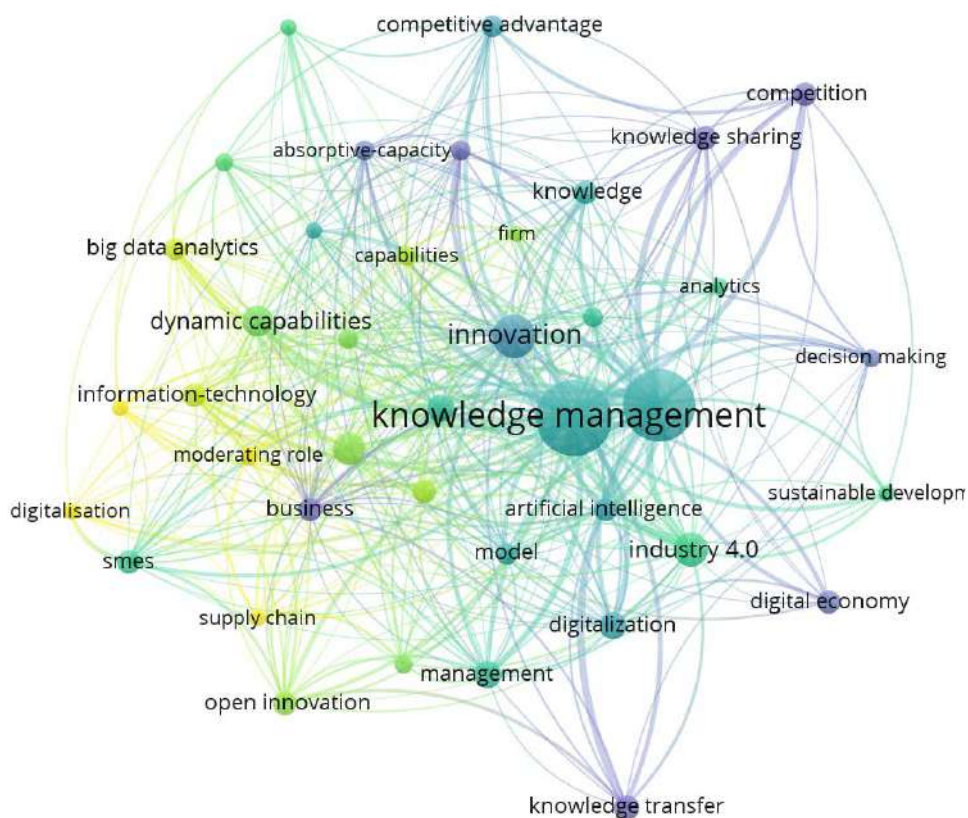 competitive advantage
competition
knowledge sharing
absorptive-capacity
knowledge
firm
big data analytics
capabilities
analytics
dynamic capabilities
innovation
decision making
information-technology
knowledge management
moderating role
sustainable developm
digitalisation
business
artificial intelligence
smes
model
industry 4.0
supply chain
digital economy
digitalization
management
open innovation
knowledge transfer